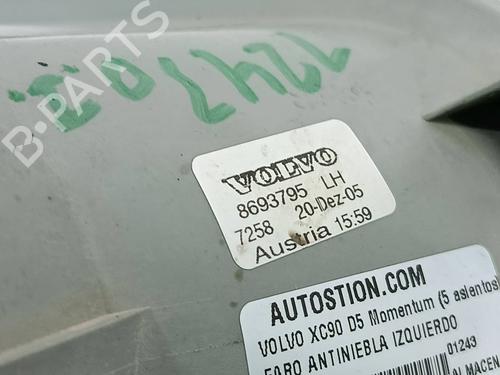 B-PARTS
VOLVO
8693795 LH
7258 20-Dez-05
Austria 15:59
AUTOSTION.COM
VOLVO XC90 D5 Momentum (5 asientos)
FARO ANTINIEBLA IZQUIERDO
01243
ALMACEN